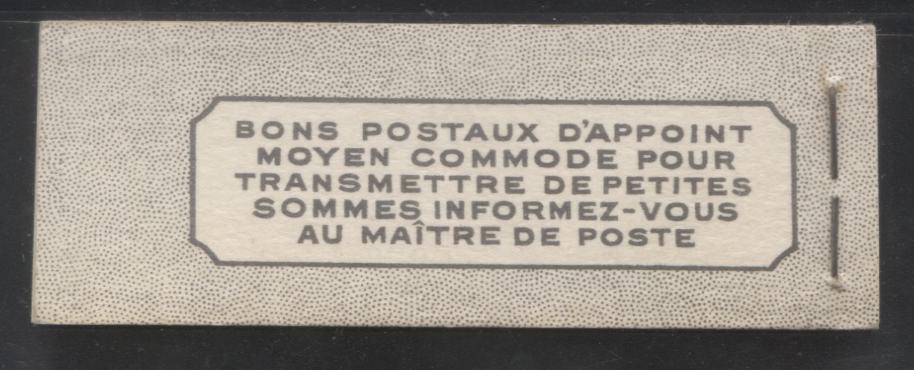 BONS POSTAUX D'APPOINT
MOYEN COMMODE POUR
TRANSMETTRE DE PETITES
SOMMES INFORMEZ-VOUS
AU MAÎTRE DE POSTE